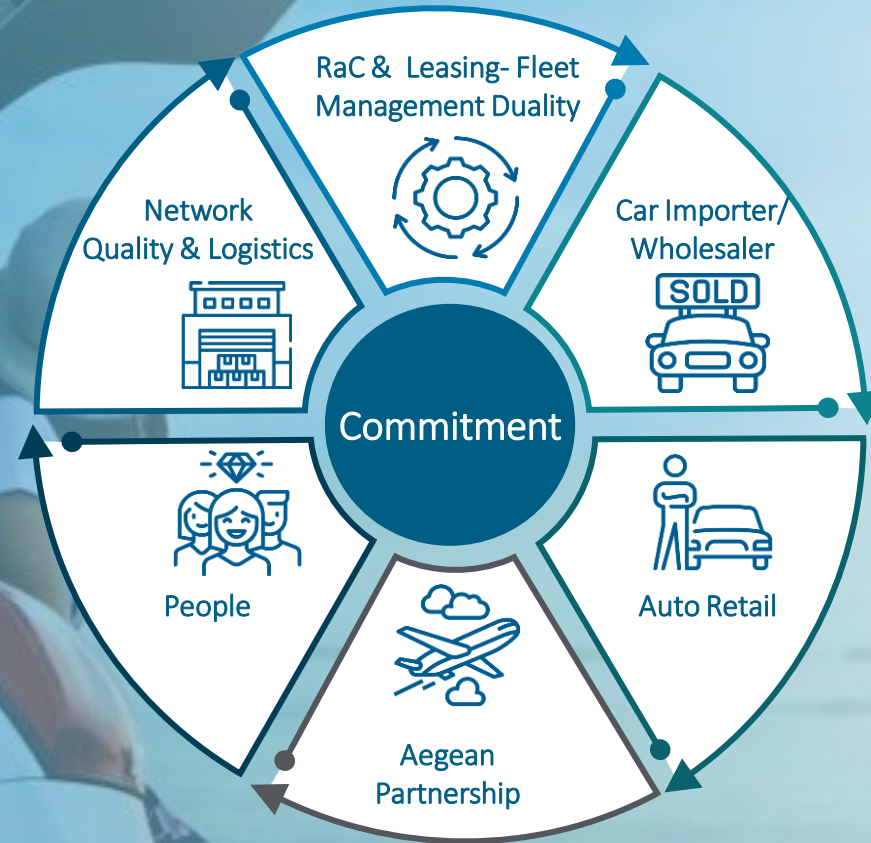 RaC & Leasing- Fleet
Management Duality
Car Importer/
Wholesaler
SOLD
Auto Retail
Aegean
Partnership
People
Network
Quality & Logistics
Commitment